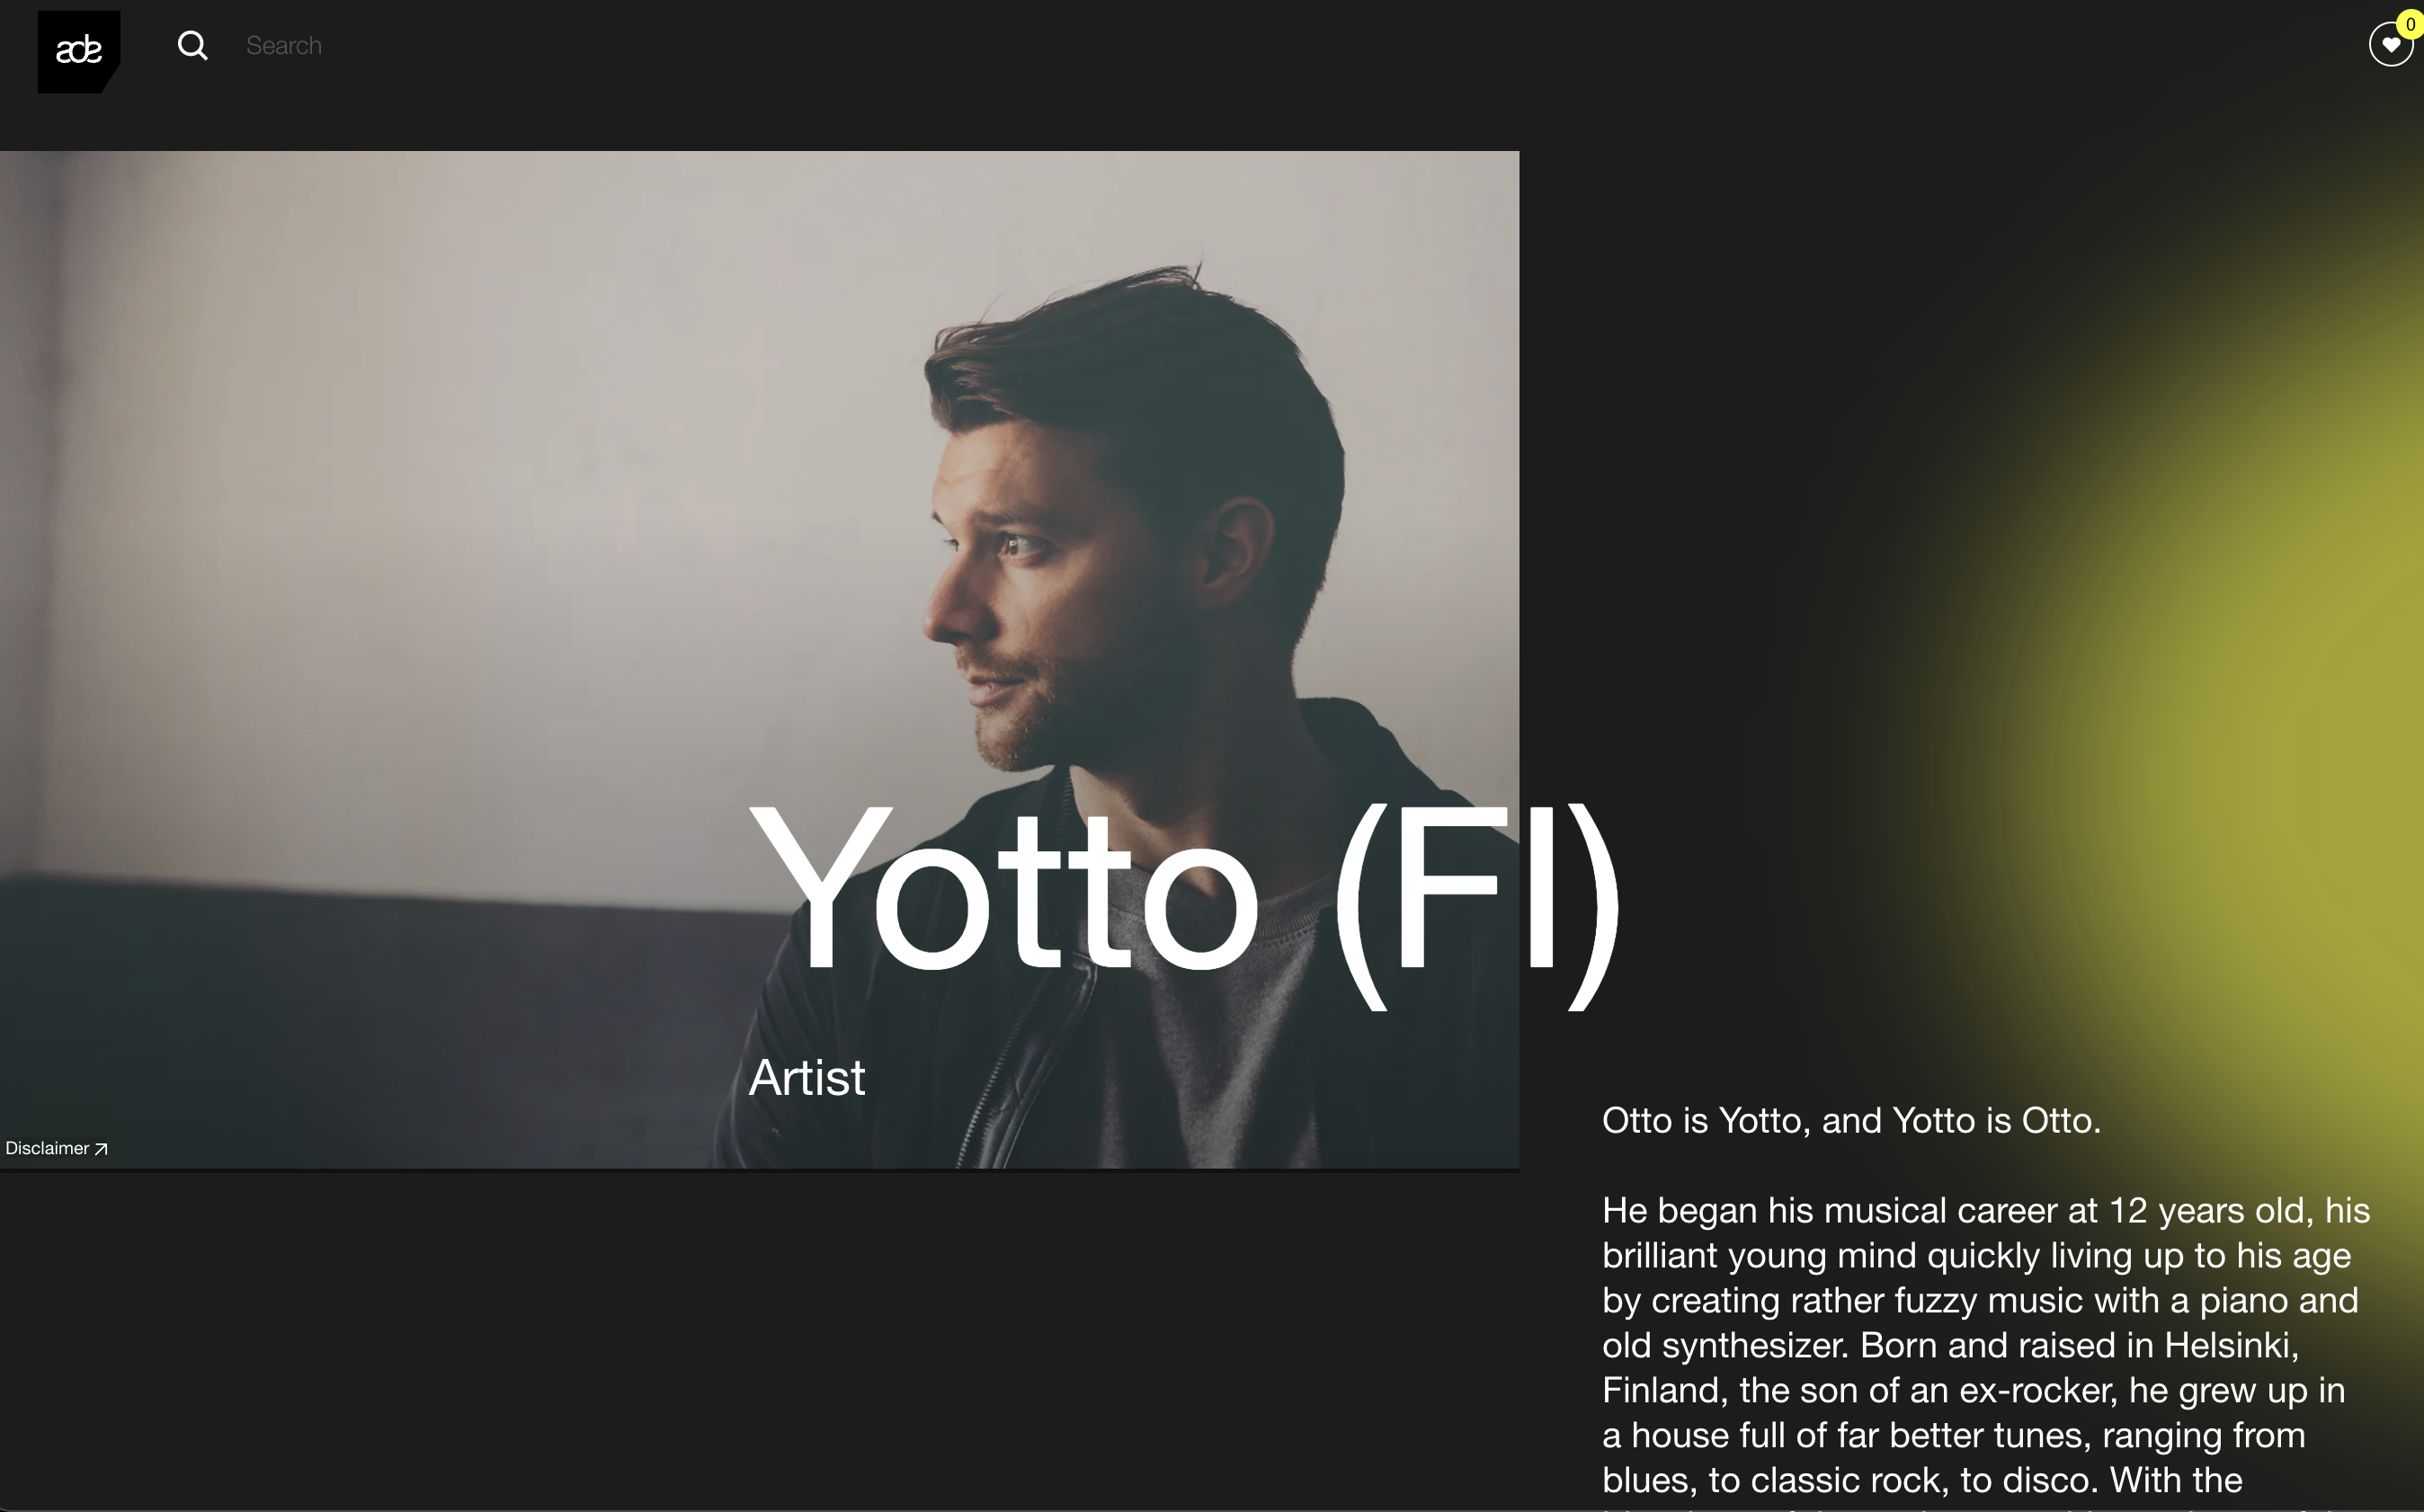 ade
Search
0
Yotto (FI)
Artist
Disclaimer
Otto is Yotto, and Yotto is Otto.
He began his musical career at 12 years old, his
brilliant young mind quickly living up to his age
by creating rather fuzzy music with a piano and
old synthesizer. Born and raised in Helsinki,
Finland, the son of an ex-rocker, he grew up in
a house full of far better tunes, ranging from
blues, to classic rock, to disco. With the